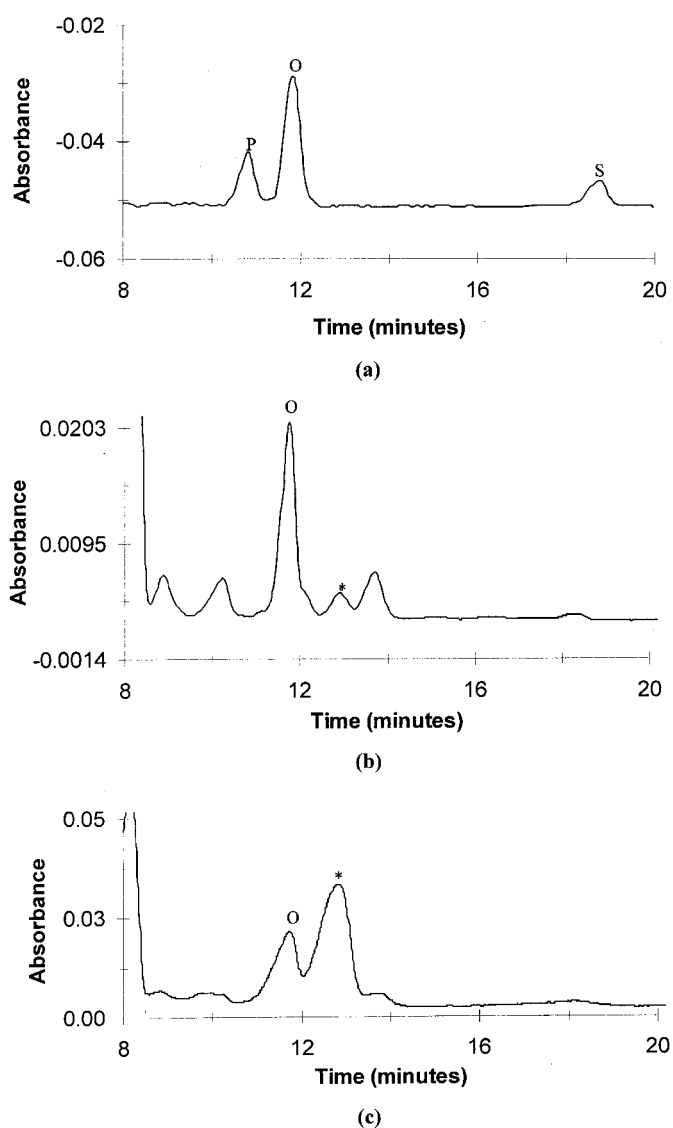 -0.02
O
P
-0.04
S
-0.06
8 12 16 20
Absorbance
Time (minutes)
(a)
O
0.0203
0.0095
*
-0.0014
8 12 16 20
Absorbance
Time (minutes)
(b)
0.05
*
O
0.03
0.00
8 12 16 20
Absorbance
Time (minutes)
(c)